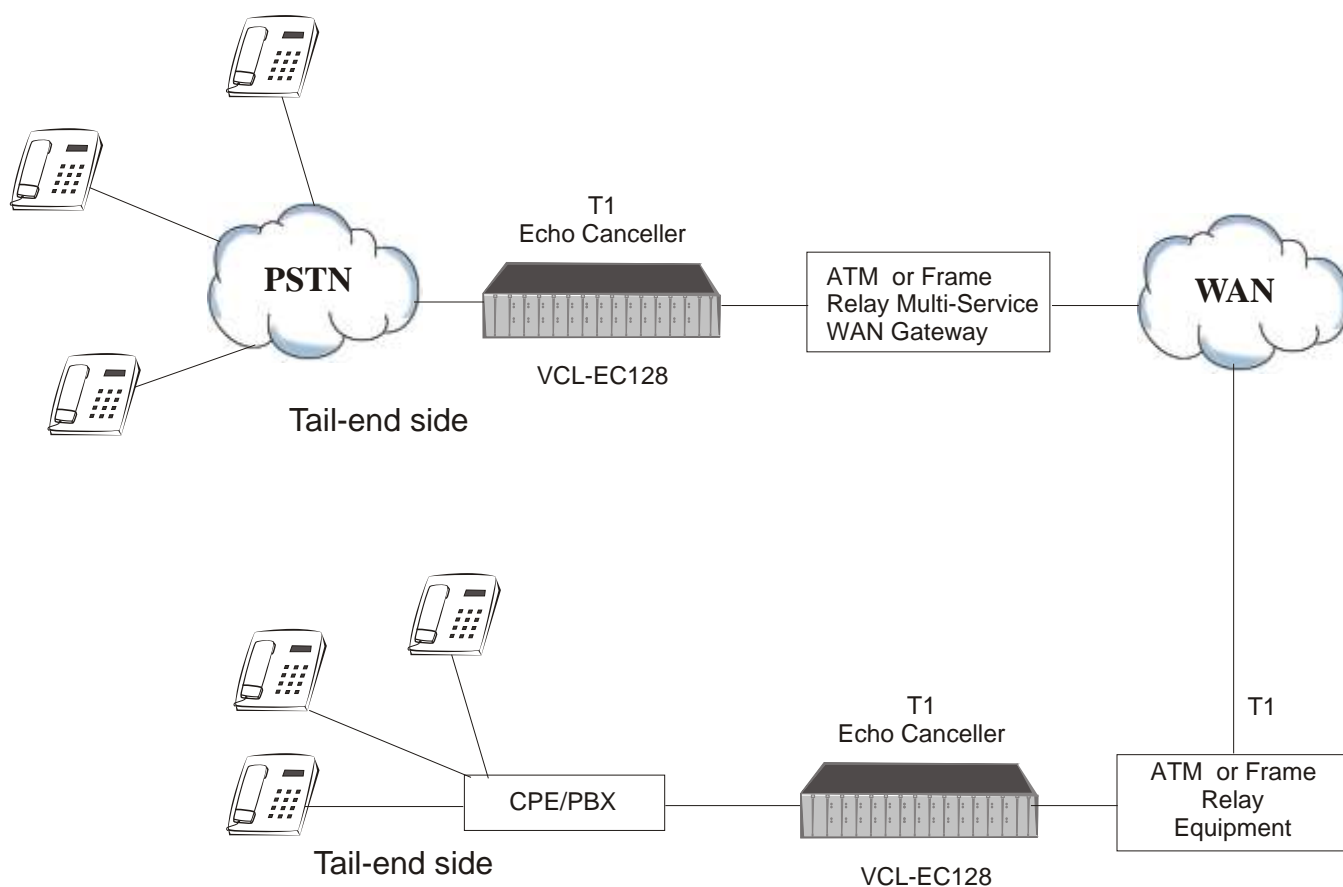 T1
Echo Canceller
PSTN
ATM or Frame
Relay Multi-Service
WAN Gateway
WAN
VCL-EC128
Tail-end side
T1
Echo Canceller
T1
CPE/PBX
ATM or Frame
Relay
Equipment
Tail-end side
VCL-EC128